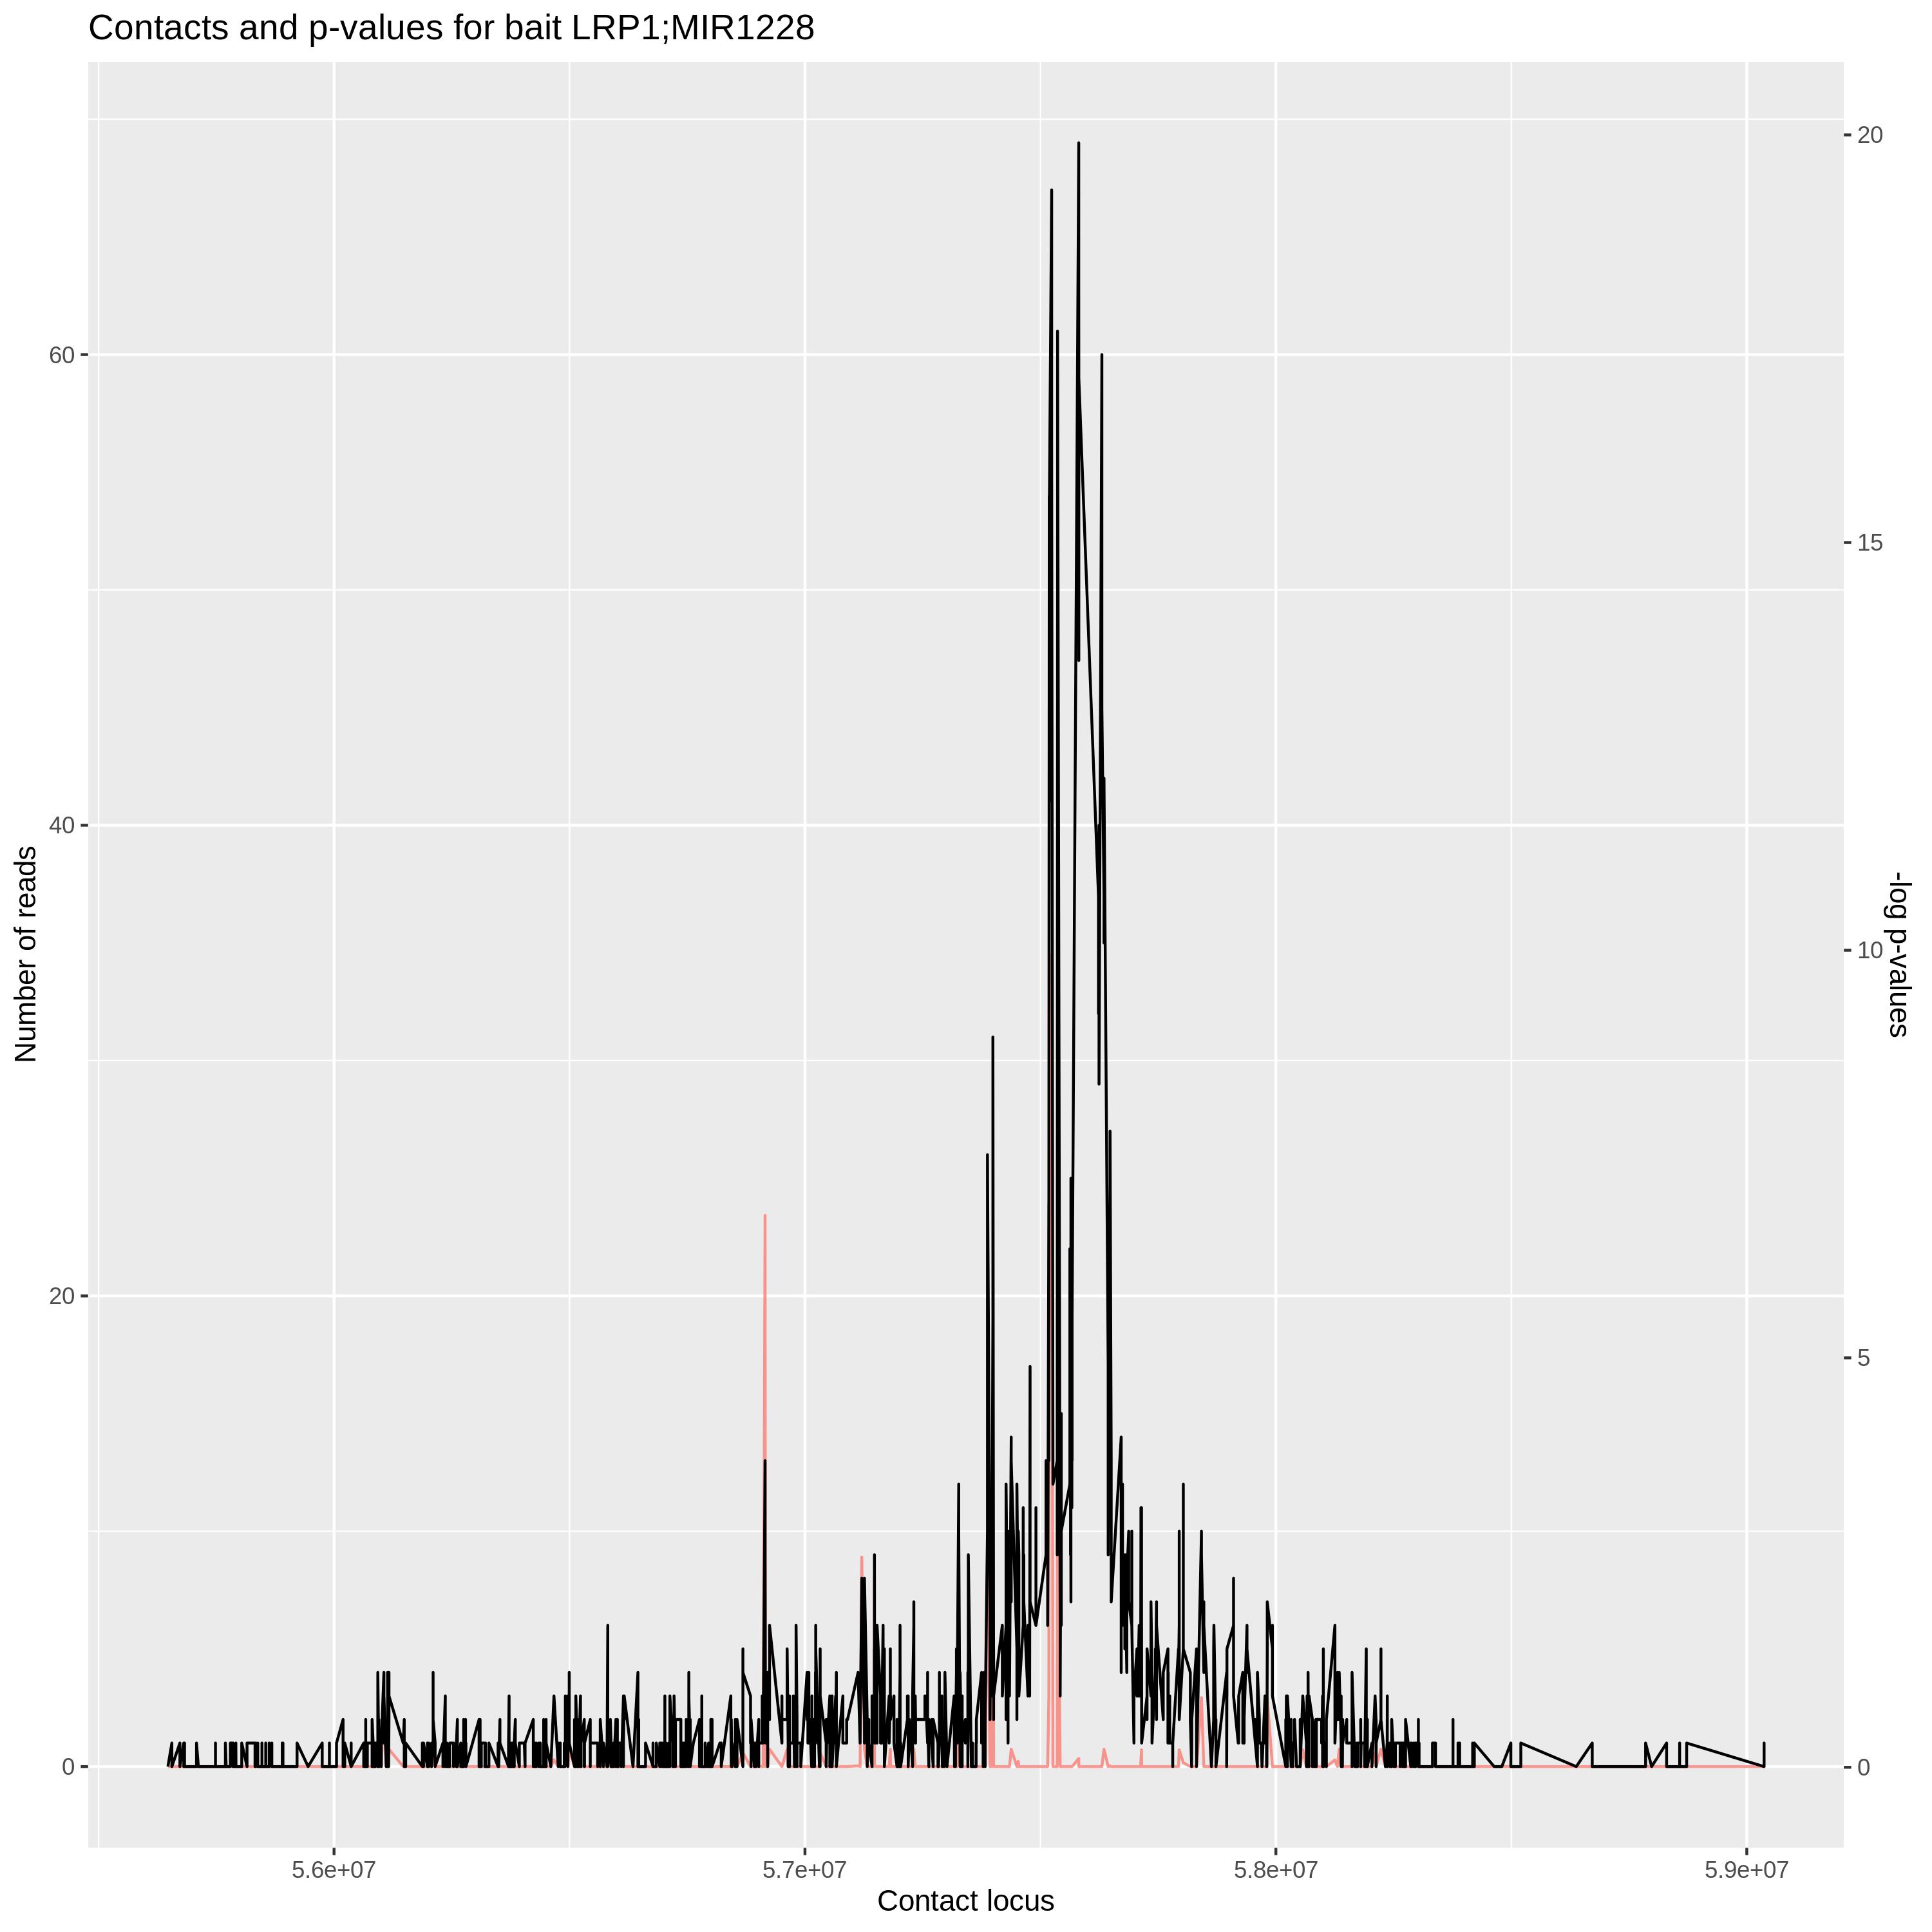 Contacts and p-values for bait LRP1;MIR1228
60
40
20
0
Number of reads
20
15
10
5
0
-log p-values
5.6e+07
5.7e+07
5.8e+07
5.9e+07
Contact locus